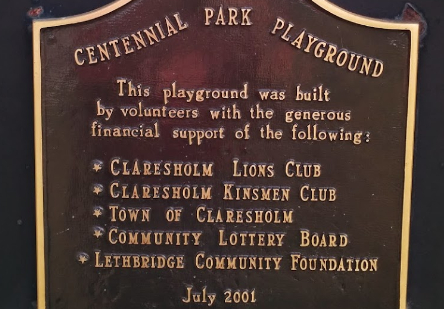 CENTENNIAL PARK PLAYGROUND
This playground was built
by volunteers with the generous
financial support of the following:
* CLARESHOLM LIONS CLUB
* CLARESHOLM KINSMEN CLUB
* TOWN OF CLARESHOLM
* COMMUNITY LOTTERY BOARD
* LETHBRIDGE COMMUNITY FOUNDATION
July 2001